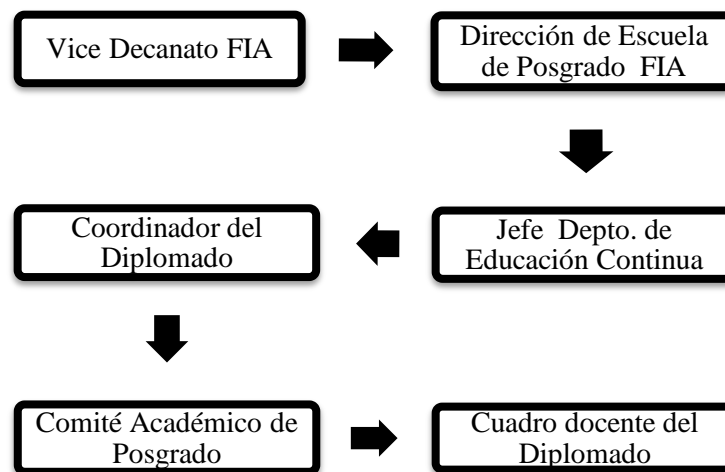 Vice Decanato FIA
Dirección de Escuela
de Posgrado FIA
Jefe Depto. de
Educación Continua
Coordinador del
Diplomado
Comité Académico de
Posgrado
Cuadro docente del
Diplomado